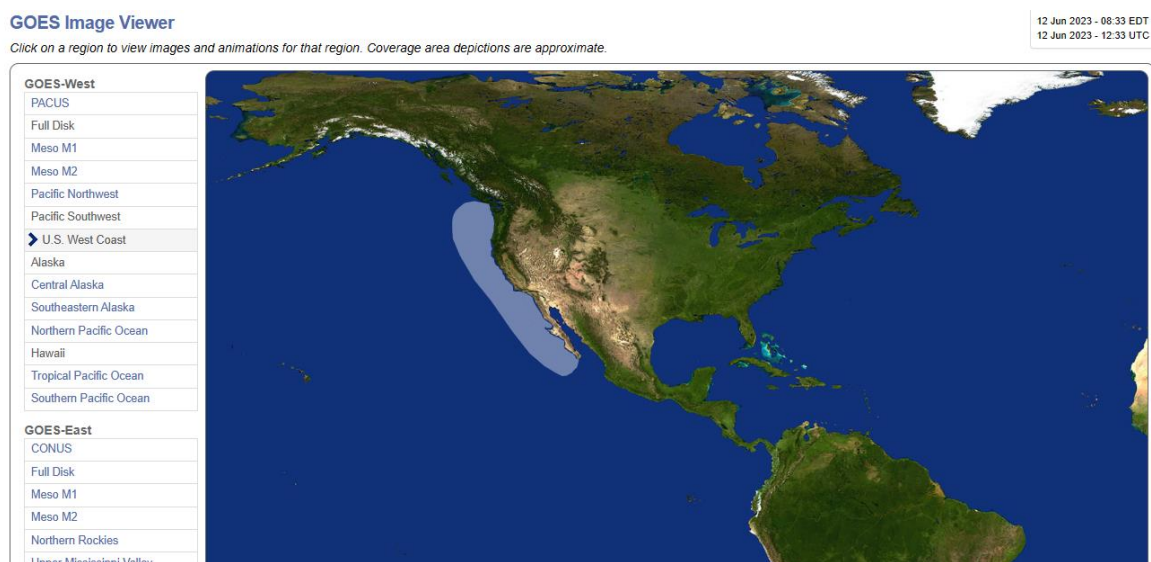 GOES Image Viewer
Click on a region to view images and animations for that region. Coverage area depictions are approximate.
12 Jun 2023 - 08:33 EDT
12 Jun 2023 - 12:33 UTC
GOES-West
PACUS
Full Disk
Meso M1
Meso M2
Pacific Northwest
Pacific Southwest
U.S. West Coast
Alaska
Central Alaska
Southeastern Alaska
Northern Pacific Ocean
Hawaii
Tropical Pacific Ocean
Southern Pacific Ocean
GOES-East
CONUS
Full Disk
Meso M1
Meso M2
Northern Rockies
Upper Mississippi Valley